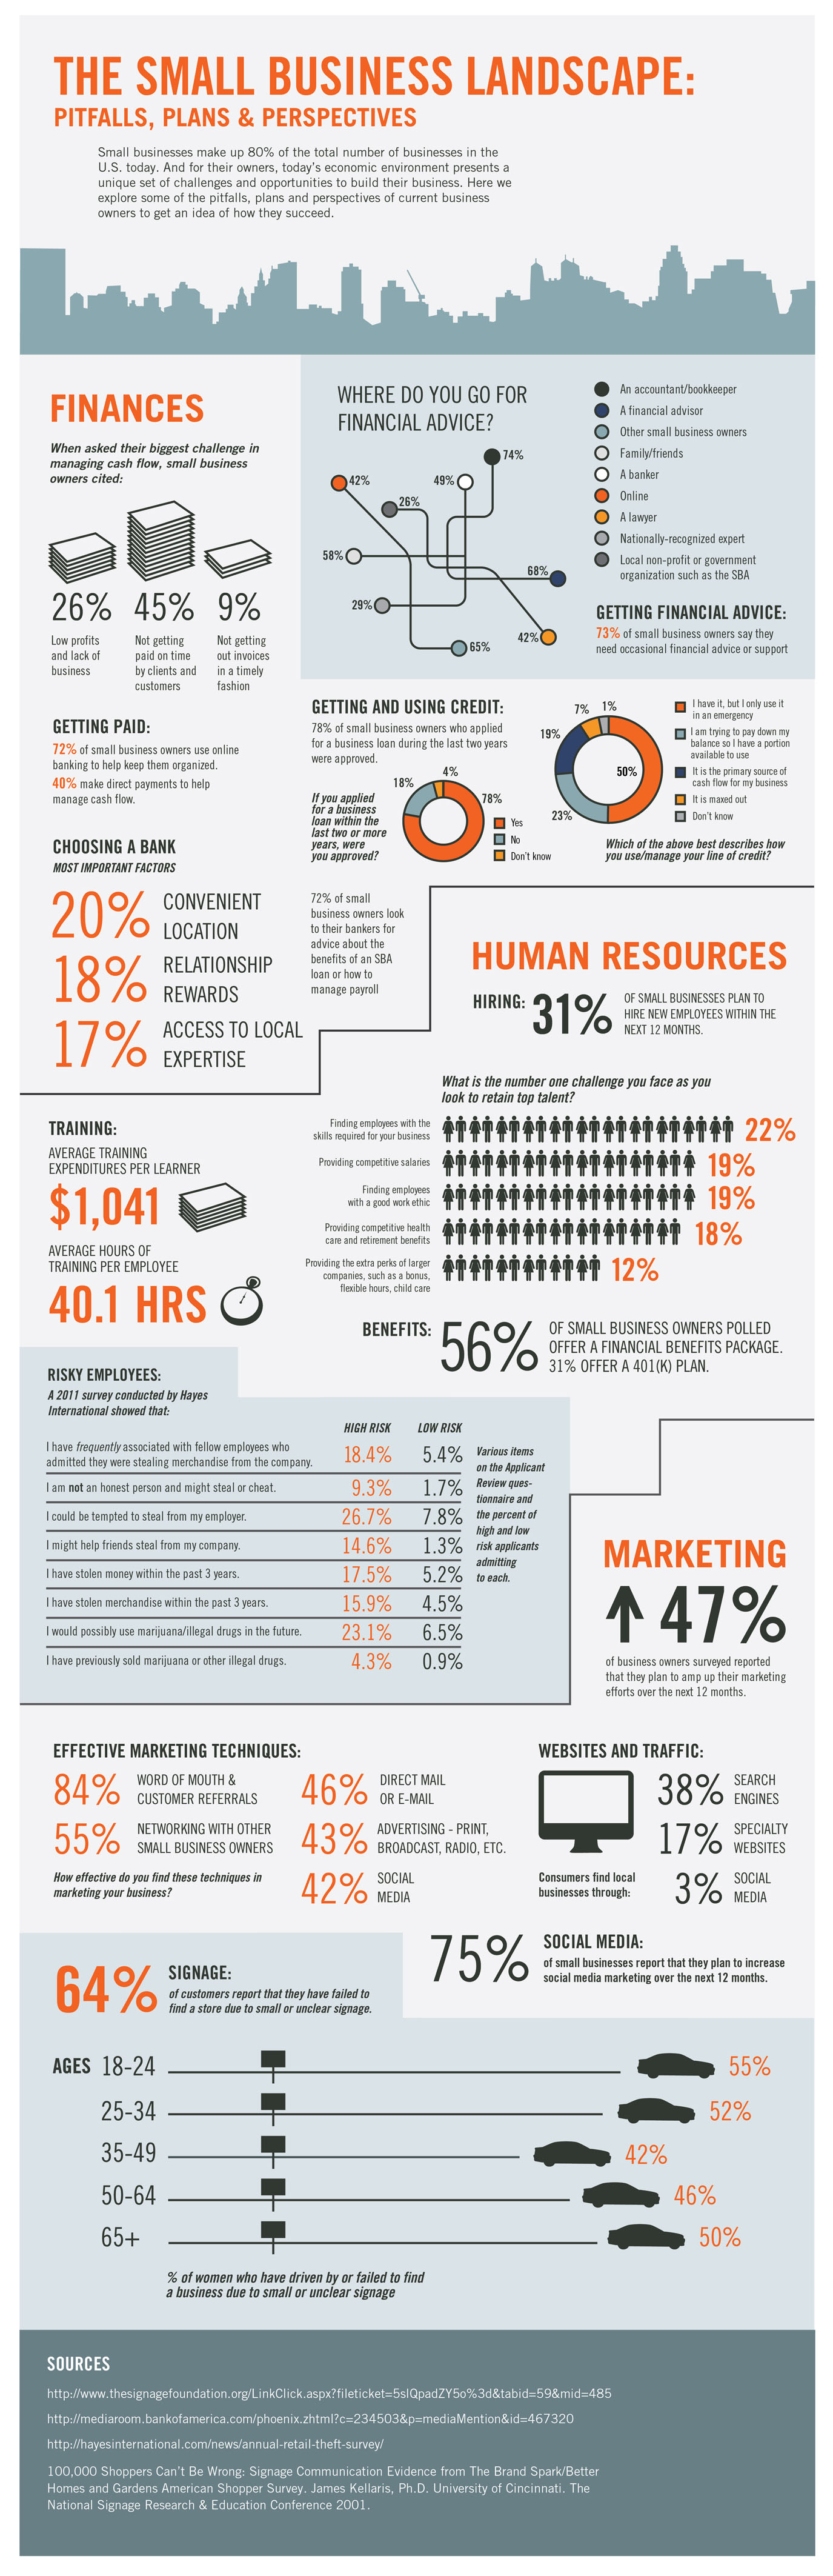 THE SMALL BUSINESS LANDSCAPE:
PITFALLS, PLANS & PERSPECTIVES
Small businesses make up 80% of the total number of businesses in the
U.S. today. And for their owners, today's economic environment presents a
unique set of challenges and opportunities to build their business. Here we
explore some of the pitfalls, plans and perspectives of current business
owners to get an idea of how they succeed.
FINANCES
When asked their biggest challenge in
managing cash flow, small business
owners cited:
26%
Low profits
and lack of
business
45%
Not getting
paid on time
by clients and
customers
9%
Not getting
out invoices
in a timely
fashion
GETTING PAID:
72% of small business owners use online
banking to help keep them organized.
40% make direct payments to help
manage cash flow.
CHOOSING A BANK
MOST IMPORTANT FACTORS
20% CONVENIENT
LOCATION
18% RELATIONSHIP
REWARDS
17% ACCESS TO LOCAL
EXPERTISE
WHERE DO YOU GO FOR
FINANCIAL ADVICE?
74%
42%
49%
26%
58%
68%
29%
42%
65%
An accountant/bookkeeper
A financial advisor
Other small business owners
Family/friends
A banker
Online
A lawyer
Nationally-recognized expert
Local non-profit or government
organization such as the SBA
GETTING FINANCIAL ADVICE:
73% of small business owners say they
need occasional financial advice or support
GETTING AND USING CREDIT:
78% of small business owners who applied
for a business loan during the last two years
were approved.
If you applied
for a business
loan within the
last two or more
years, were
you approved?
4%
18%
78%
Yes
No
Don't know
7%
1%
19%
50%
23%
I have it, but I only use it
in an emergency
I am trying to pay down my
balance so I have a portion
available to use
It is the primary source of
cash flow for my business
It is maxed out
Don't know
Which of the above best describes how
you use/manage your line of credit?
72% of small
business owners look
to their bankers for
advice about the
benefits of an SBA
loan or how to
manage payroll
HUMAN RESOURCES
HIRING: 31% OF SMALL BUSINESSES PLAN TO
HIRE NEW EMPLOYEES WITHIN THE
NEXT 12 MONTHS.
What is the number one challenge you face as you
look to retain top talent?
Finding employees with the
skills required for your business
22%
Providing competitive salaries
19%
Finding employees
with a good work ethic
19%
Providing competitive health
care and retirement benefits
18%
Providing the extra perks of larger
companies, such as a bonus,
flexible hours, child care
12%
TRAINING:
AVERAGE TRAINING
EXPENDITURES PER LEARNER
$1,041
AVERAGE HOURS OF
TRAINING PER EMPLOYEE
40.1 HRS
BENEFITS: 56% OF SMALL BUSINESS OWNERS POLLED
OFFER A FINANCIAL BENEFITS PACKAGE.
31% OFFER A 401(K) PLAN.
RISKY EMPLOYEES:
A 2011 survey conducted by Hayes
International showed that:
HIGH RISK LOW RISK
I have frequently associated with fellow employees who
admitted they were stealing merchandise from the company. 18.4% 5.4%
I am not an honest person and might steal or cheat. 9.3% 1.7%
I could be tempted to steal from my employer. 26.7% 7.8%
I might help friends steal from my company. 14.6% 1.3%
I have stolen money within the past 3 years. 17.5% 5.2%
I have stolen merchandise within the past 3 years. 15.9% 4.5%
I would possibly use marijuana/illegal drugs in the future. 23.1% 6.5%
I have previously sold marijuana or other illegal drugs. 4.3% 0.9%
Various items
on the Applicant
Review ques-
tionnaire and
the percent of
high and low
risk applicants
admitting
to each.
MARKETING
47%
of business owners surveyed reported
that they plan to amp up their marketing
efforts over the next 12 months.
EFFECTIVE MARKETING TECHNIQUES:
84% WORD OF MOUTH &
CUSTOMER REFERRALS
55% NETWORKING WITH OTHER
SMALL BUSINESS OWNERS
How effective do you find these techniques in
marketing your business?
46% DIRECT MAIL
OR E-MAIL
43% ADVERTISING - PRINT,
BROADCAST, RADIO, ETC.
42% SOCIAL
MEDIA
WEBSITES AND TRAFFIC:
Consumers find local
businesses through:
38% SEARCH
ENGINES
17% SPECIALTY
WEBSITES
3% SOCIAL
MEDIA
75% SOCIAL MEDIA:
of small businesses report that they plan to increase
social media marketing over the next 12 months.
64% SIGNAGE:
of customers report that they have failed to
find a store due to small or unclear signage.
AGES 18-24 55%
25-34 52%
35-49 42%
50-64 46%
65+ 50%
% of women who have driven by or failed to find
a business due to small or unclear signage
SOURCES
http://www.thesignagefoundation.org/LinkClick.aspx?fileticket=5slQpadZY5o%3d&tabid=59&mid=485
http://mediaroom.bankofamerica.com/phoenix.zhtml?c=234503&p=mediaMention&id=467320
http://hayesinternational.com/news/annual-retail-theft-survey/
100,000 Shoppers Can't Be Wrong: Signage Communication Evidence from The Brand Spark/Better
Homes and Gardens American Shopper Survey. James Kellaris, Ph.D. University of Cincinnati. The
National Signage Research & Education Conference 2001.